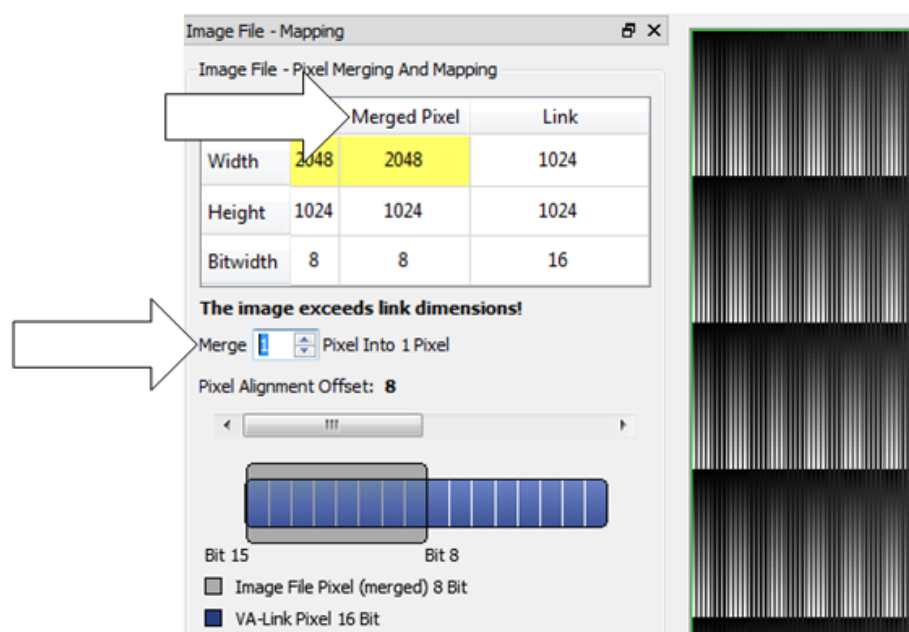 Image File - Mapping
Image File - Pixel Merging And Mapping
Merged Pixel Link
Width 2048 2048 1024
Height 1024 1024 1024
Bitwidth 8 8 16
The image exceeds link dimensions!
Merge 1 Pixel Into 1 Pixel
Pixel Alignment Offset: 8
Bit 15 Bit 8
Image File Pixel (merged) 8 Bit
VA-Link Pixel 16 Bit